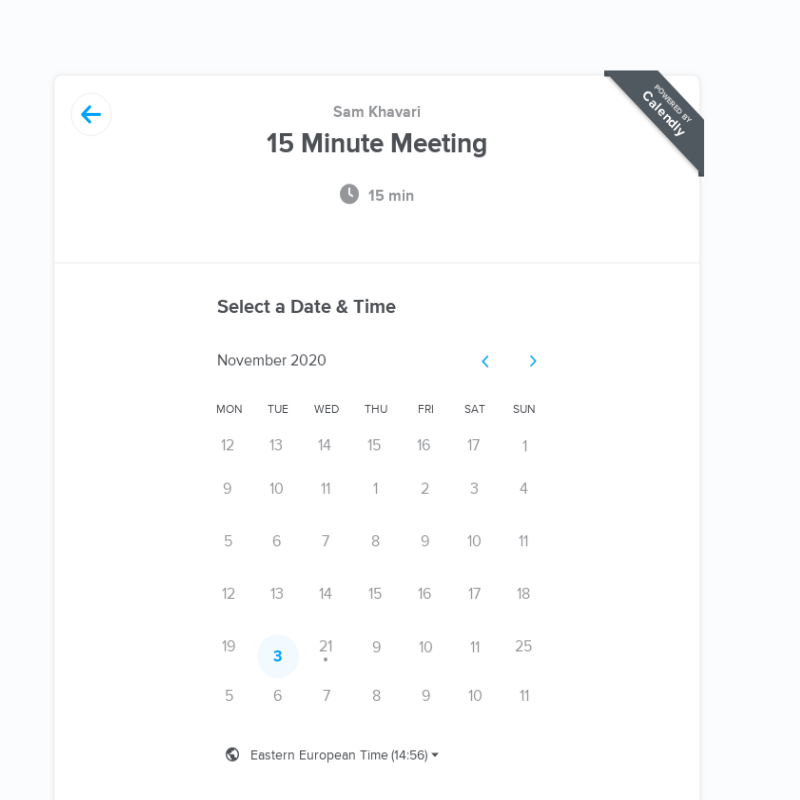 POWERED BY
Calendly
Sam Khavari
15 Minute Meeting
15 min
Select a Date & Time
November 2020
MON TUE WED THU FRI SAT SUN
12 13 14 15 16 17 1
9 10 11 1 2 3 4
5 6 7 8 9 10 11
12 13 14 15 16 17 18
19 3 21 9 10 11 25
5 6 7 8 9 10 11
Eastern European Time (14:56)